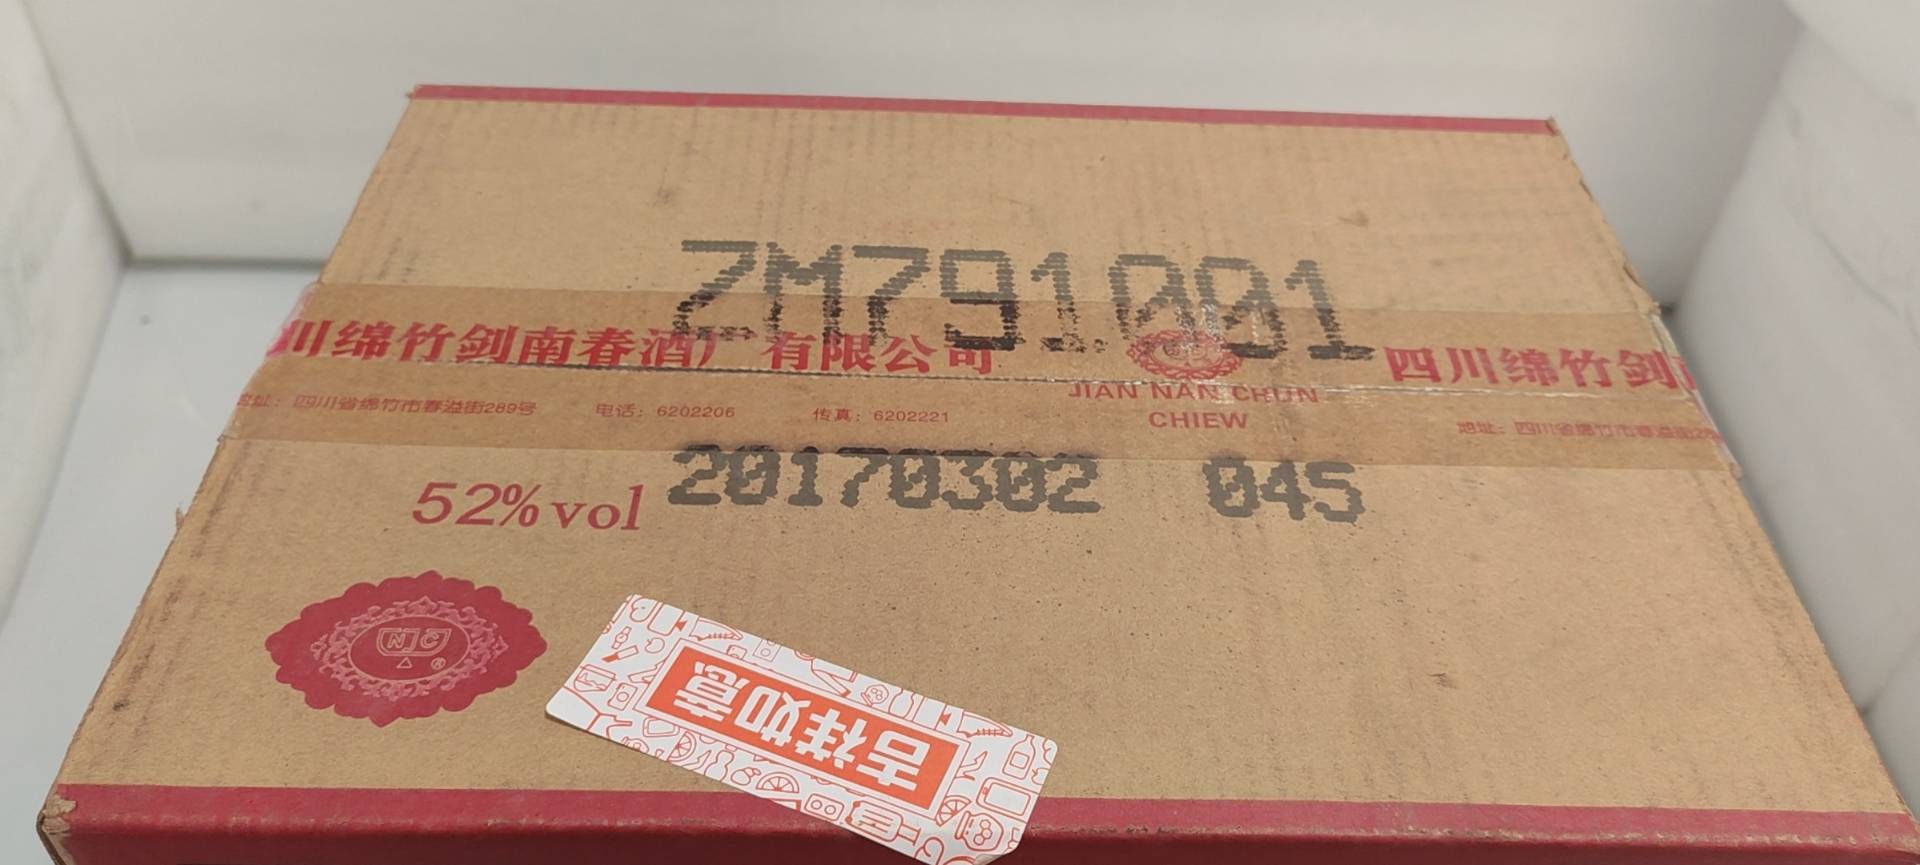 ZM791001
川绵竹剑南春酒厂有限公司
四川绵竹剑
JIAN NAN CHUN
CHIEW
地址：四川省绵竹市春溢街289号 电话：6202206 传真：6202221
地址：四川省绵竹市春溢街28
20170302 045
52%vol
NC
®
吉祥如意